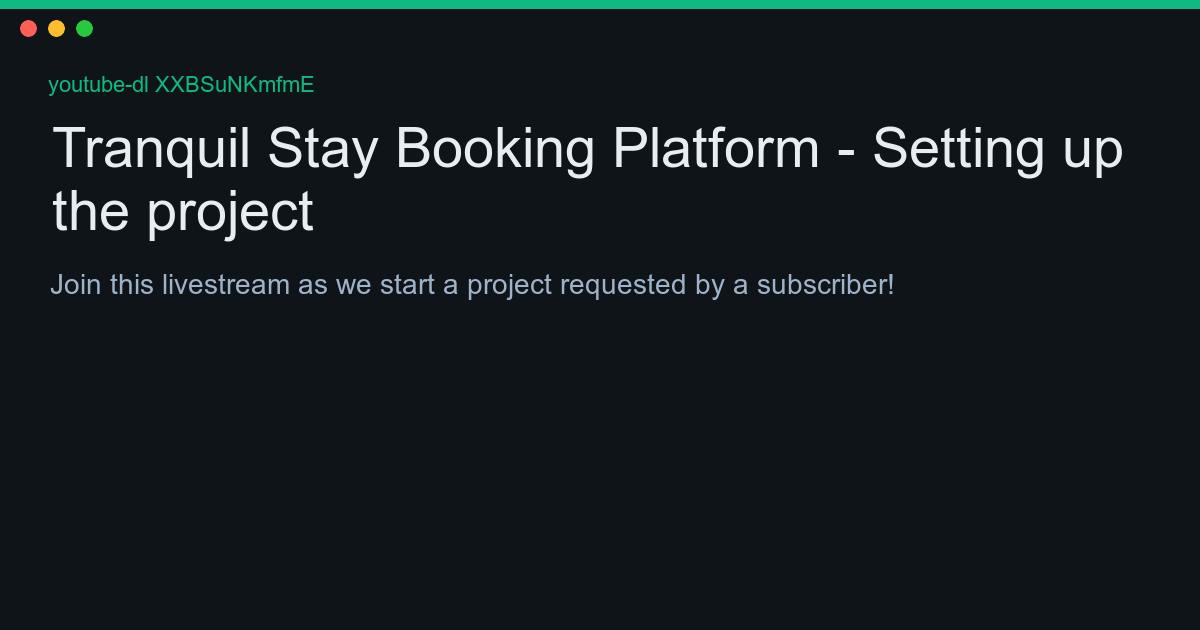 youtube-dl XXBSuNKmfmE
Tranquil Stay Booking Platform - Setting up
the project
Join this livestream as we start a project requested by a subscriber!